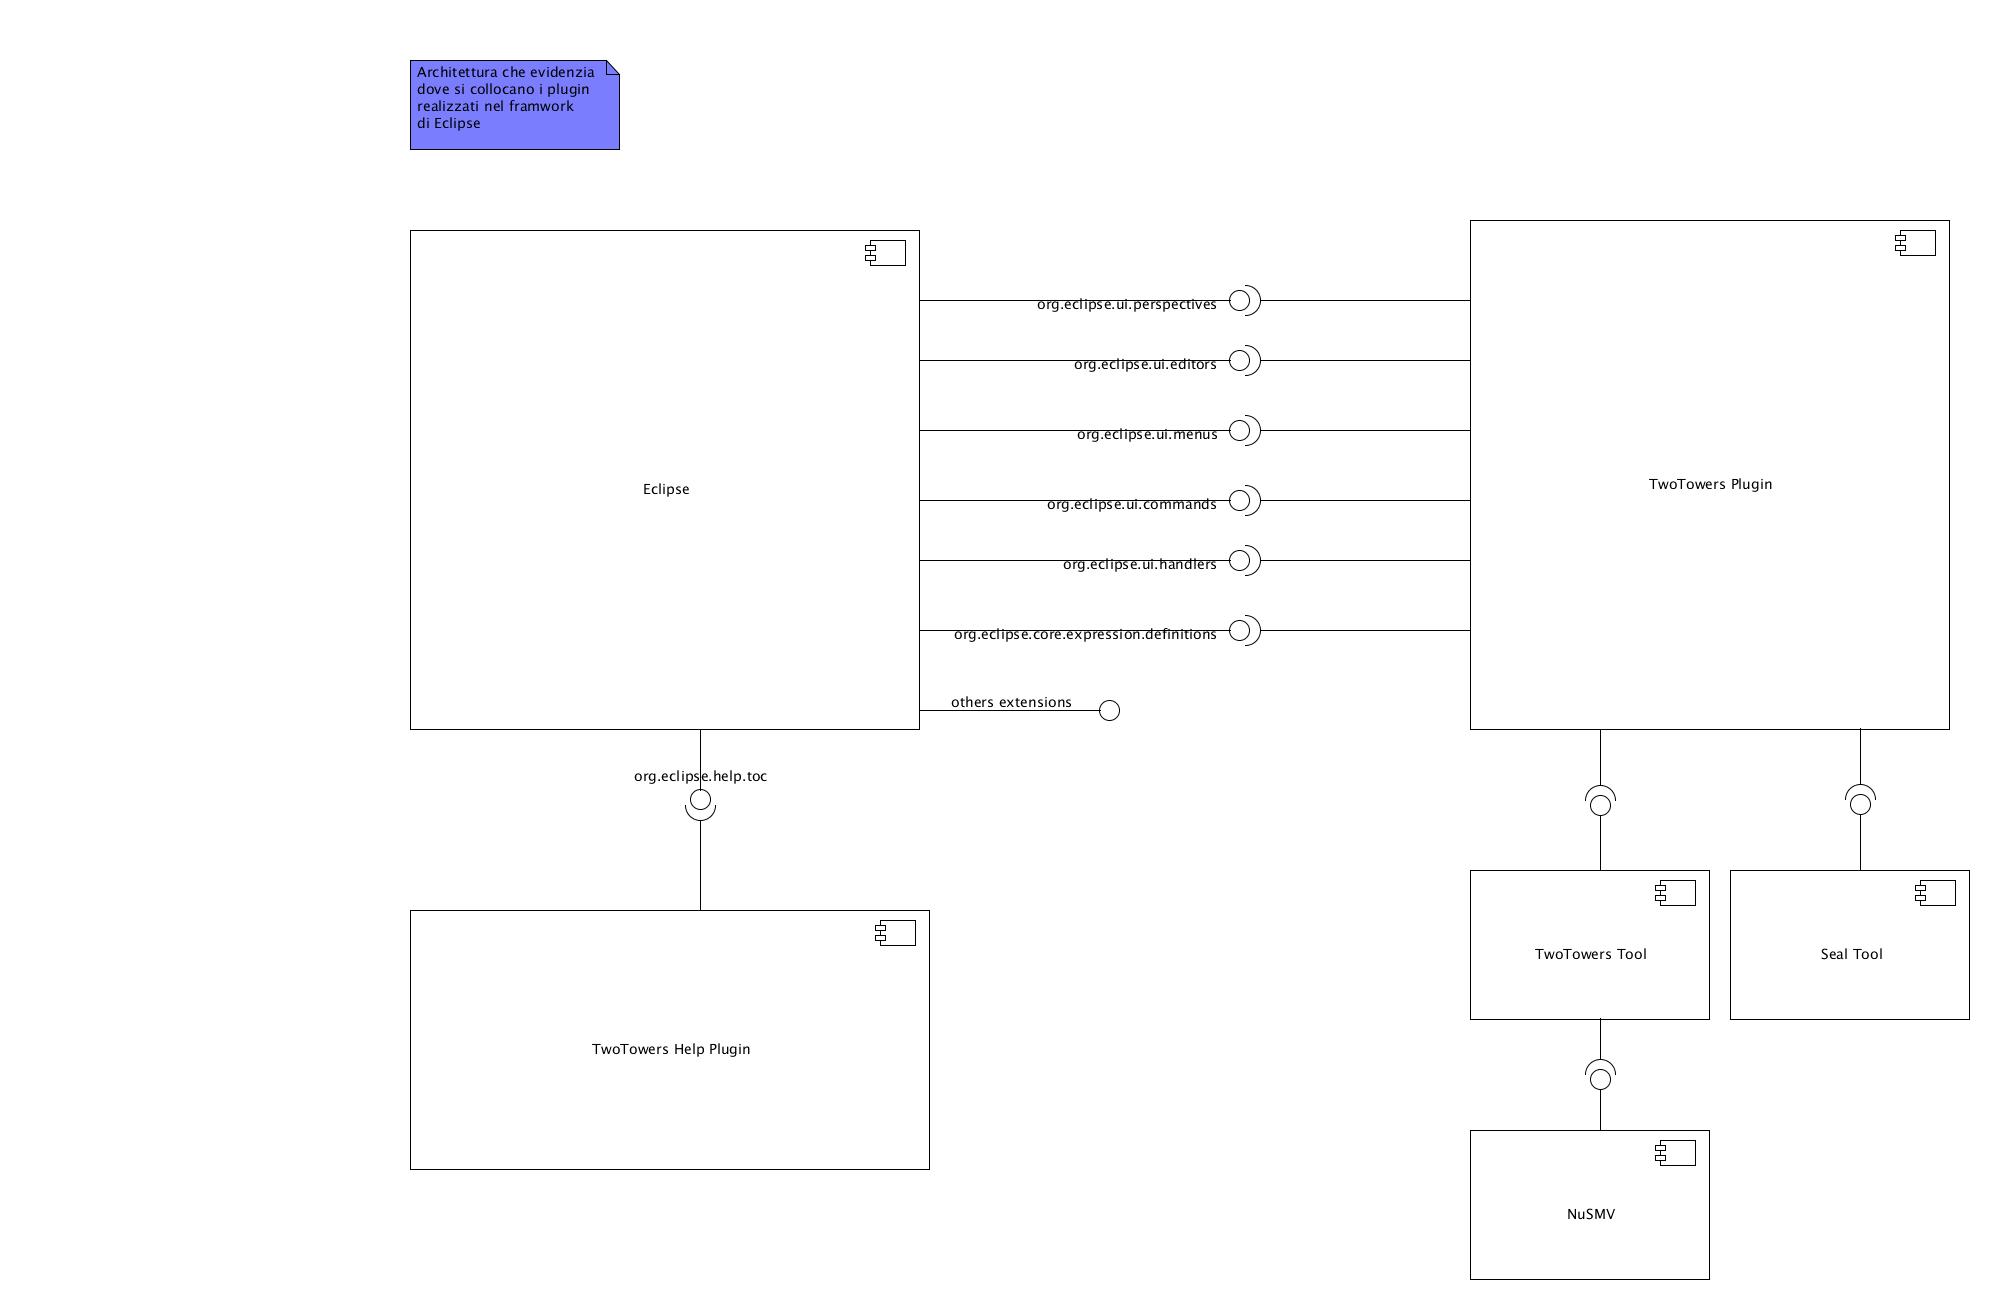 Architettura che evidenzia
dove si collocano i plugin
realizzati nel framwork
di Eclipse
org.eclipse.ui.perspectives
org.eclipse.ui.editors
org.eclipse.ui.menus
Eclipse
TwoTowers Plugin
org.eclipse.ui.commands
org.eclipse.ui.handlers
org.eclipse.core.expression.definitions
others extensions
org.eclipse.help.toc
TwoTowers Tool
Seal Tool
TwoTowers Help Plugin
NuSMV